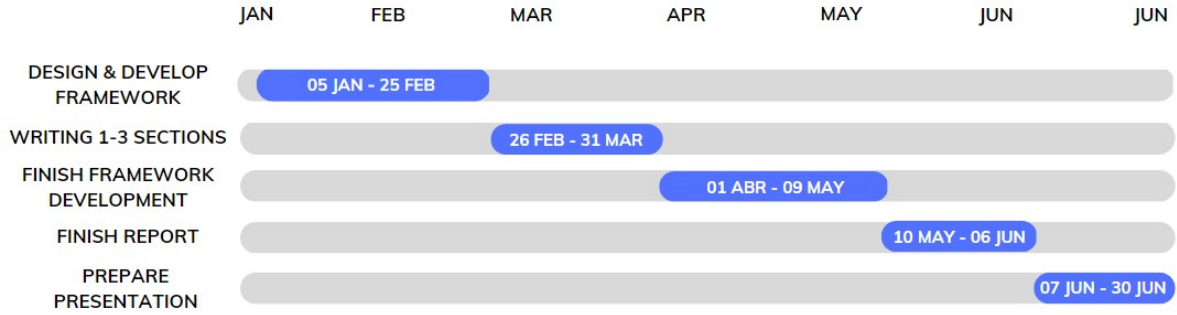 JAN FEB MAR APR MAY JUN JUN
DESIGN & DEVELOP
FRAMEWORK
05 JAN - 25 FEB
WRITING 1-3 SECTIONS
26 FEB - 31 MAR
FINISH FRAMEWORK
DEVELOPMENT
01 ABR - 09 MAY
FINISH REPORT
10 MAY - 06 JUN
PREPARE
PRESENTATION
07 JUN - 30 JUN